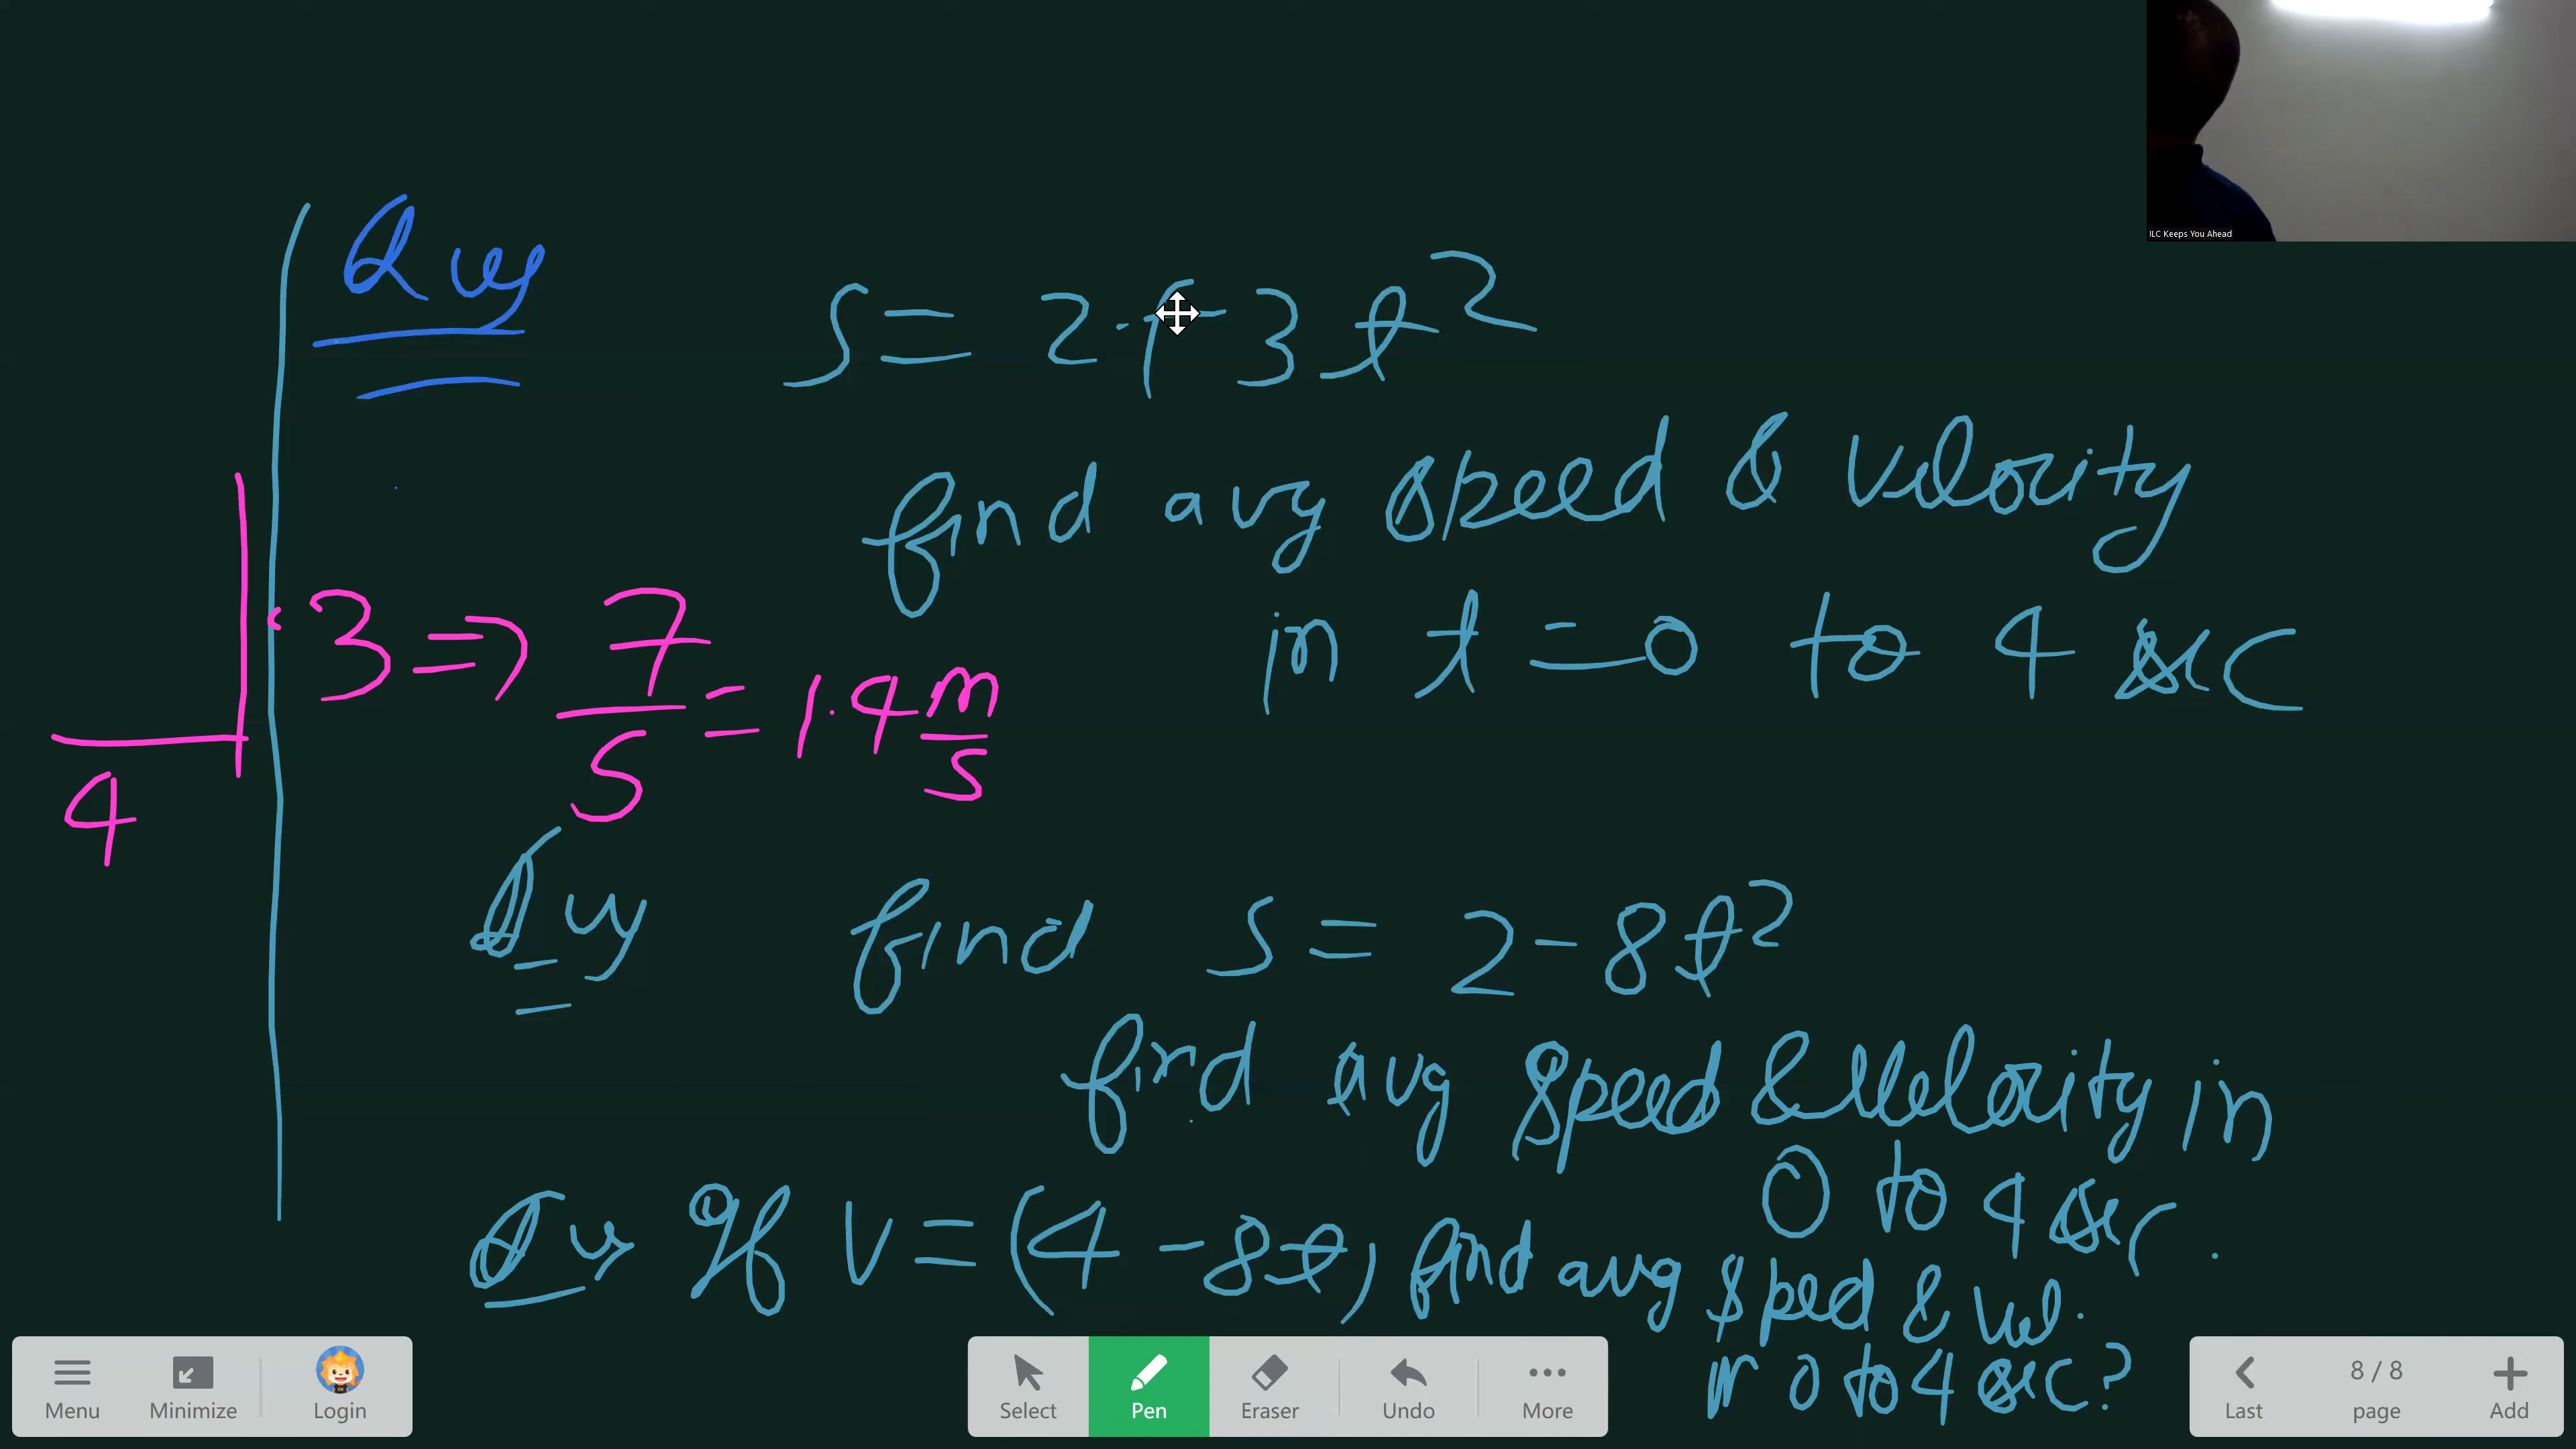 ILC Keeps You Ahead
Que
S = 2 + 3t²
find avg speed & velocity
in t = 0 to 4 sec
3 => 7/5 = 1.4 m/s
4
Que find S = 2 - 8t²
find avg speed & velocity in
0 to 4 sec.
Que If V = (4 - 8t) find avg speed & vel.
in 0 to 4 sec?
Menu Minimize Login Select Pen Eraser Undo More Last 8 / 8 page Add